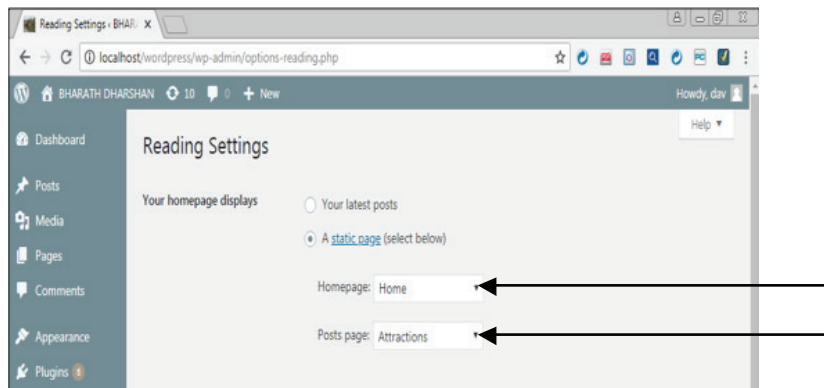 Reading Settings ‹ BHAR
localhost/wordpress/wp-admin/options-reading.php
BHARATH DHARSHAN 10 0 + New Howdy, dav
Help ▼
Dashboard
Posts
Media
Pages
Comments
Appearance
Plugins
Reading Settings
Your homepage displays
Your latest posts
A static page (select below)
Homepage: Home
Posts page: Attractions